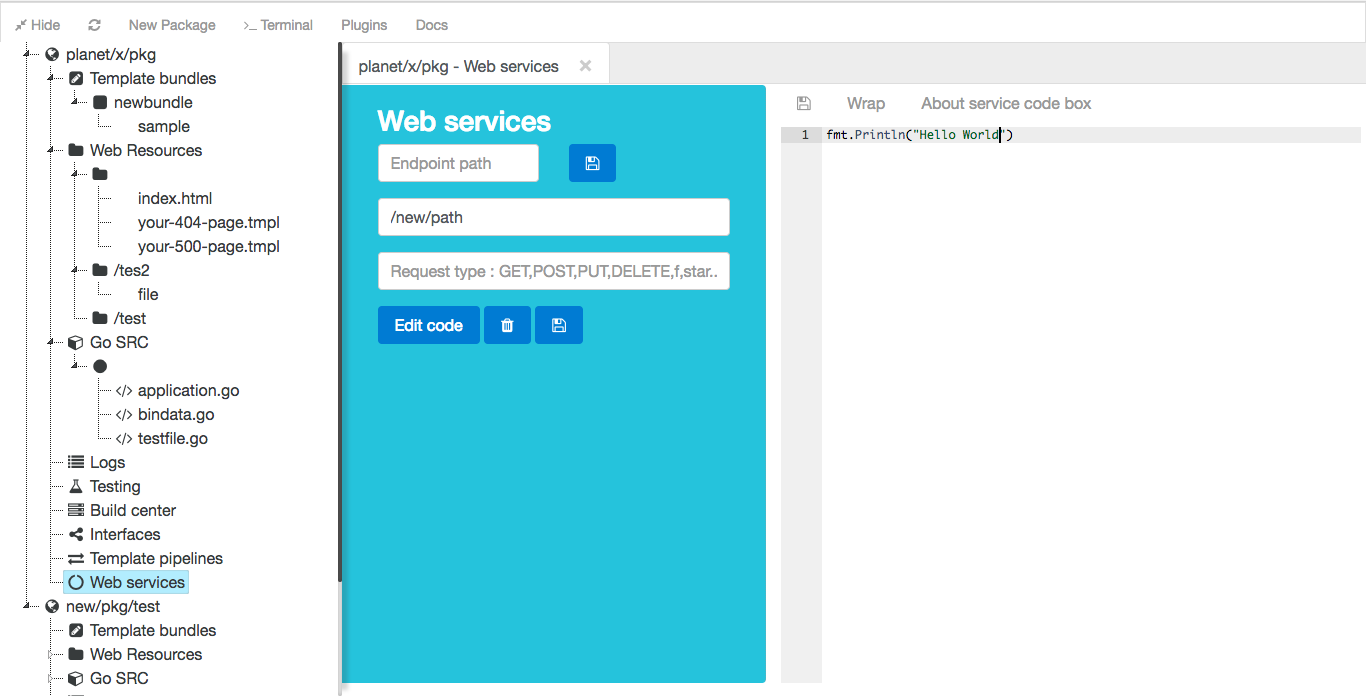 Hide New Package >_ Terminal Plugins Docs
planet/x/pkg
Template bundles
newbundle
sample
Web Resources
index.html
your-404-page.tmpl
your-500-page.tmpl
/tes2
file
/test
Go SRC
</> application.go
</> bindata.go
</> testfile.go
Logs
Testing
Build center
Interfaces
Template pipelines
Web services
new/pkg/test
Template bundles
Web Resources
Go SRC
planet/x/pkg - Web services ×
Web services
Endpoint path
/new/path
Request type : GET,POST,PUT,DELETE,f,star..
Edit code
Wrap About service code box
1 fmt.Println("Hello World")